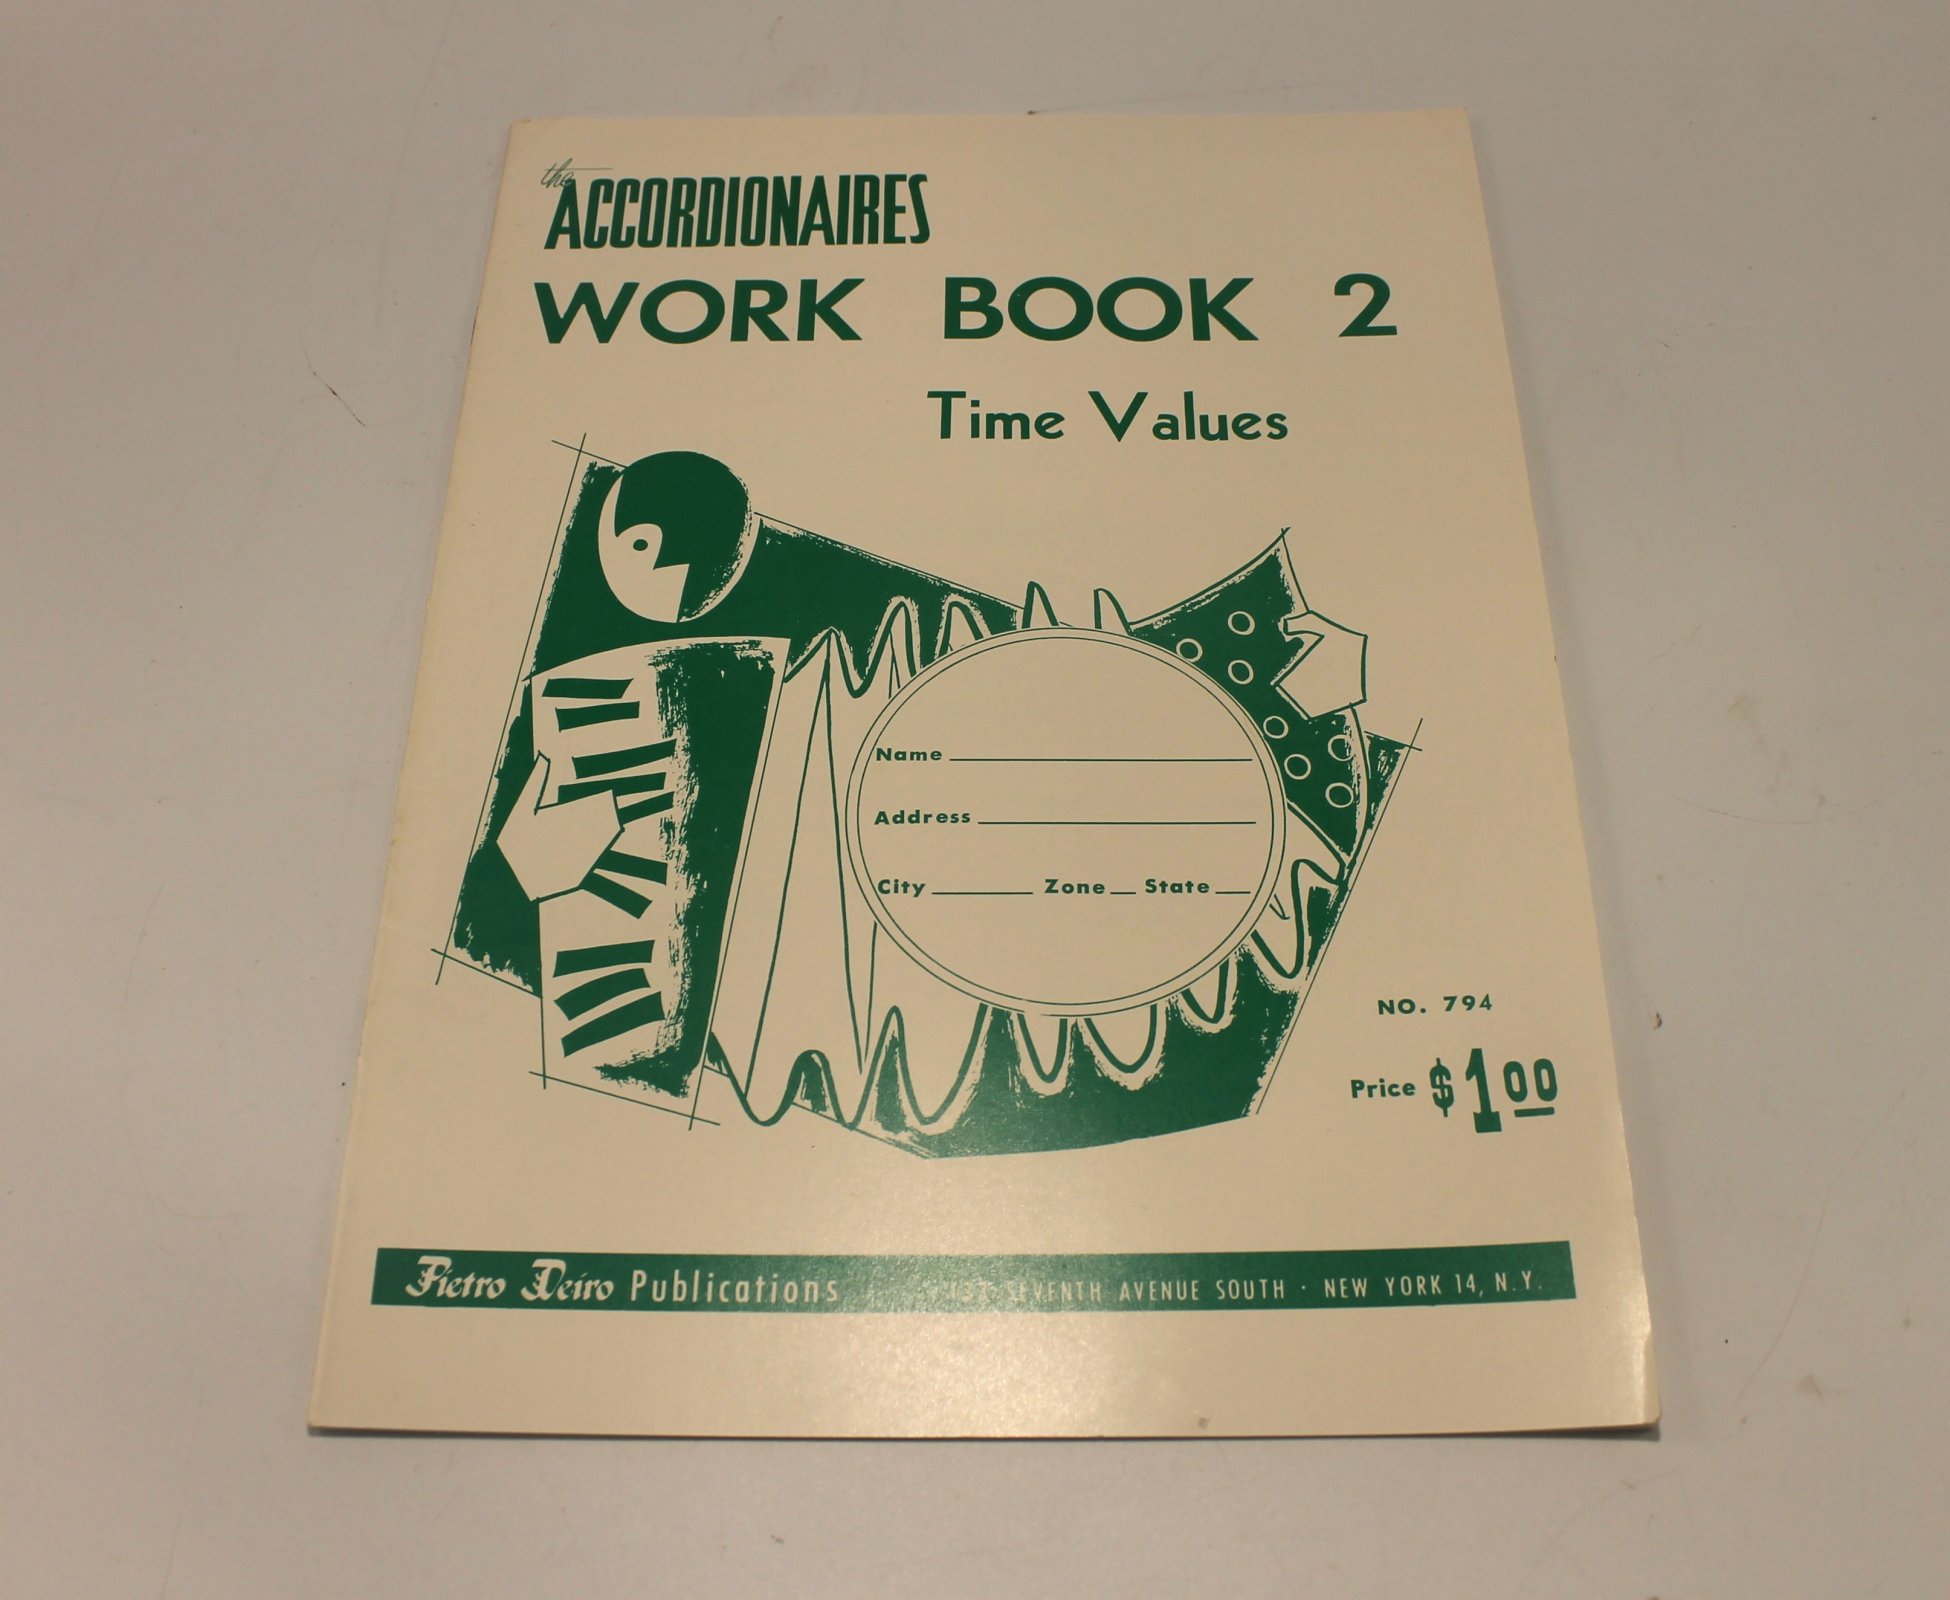 the
ACCORDIONAIRES
WORK BOOK 2
Time Values
Name
Address
City Zone State
NO. 794
Price $1.00
Pietro Deiro Publications SEVENTH AVENUE SOUTH · NEW YORK 14, N.Y.